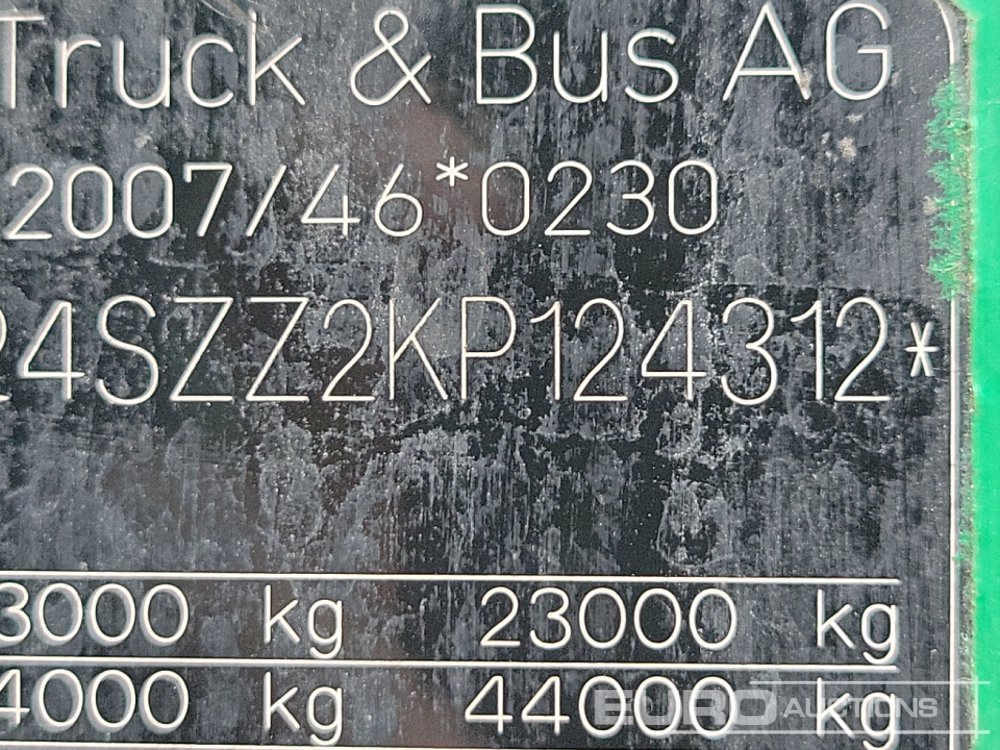 Truck & Bus AG
2007/46*0230
24SZZ2KP124312*
3000 kg 23000 kg
4000 kg 44000 kg
EURO AUCTIONS